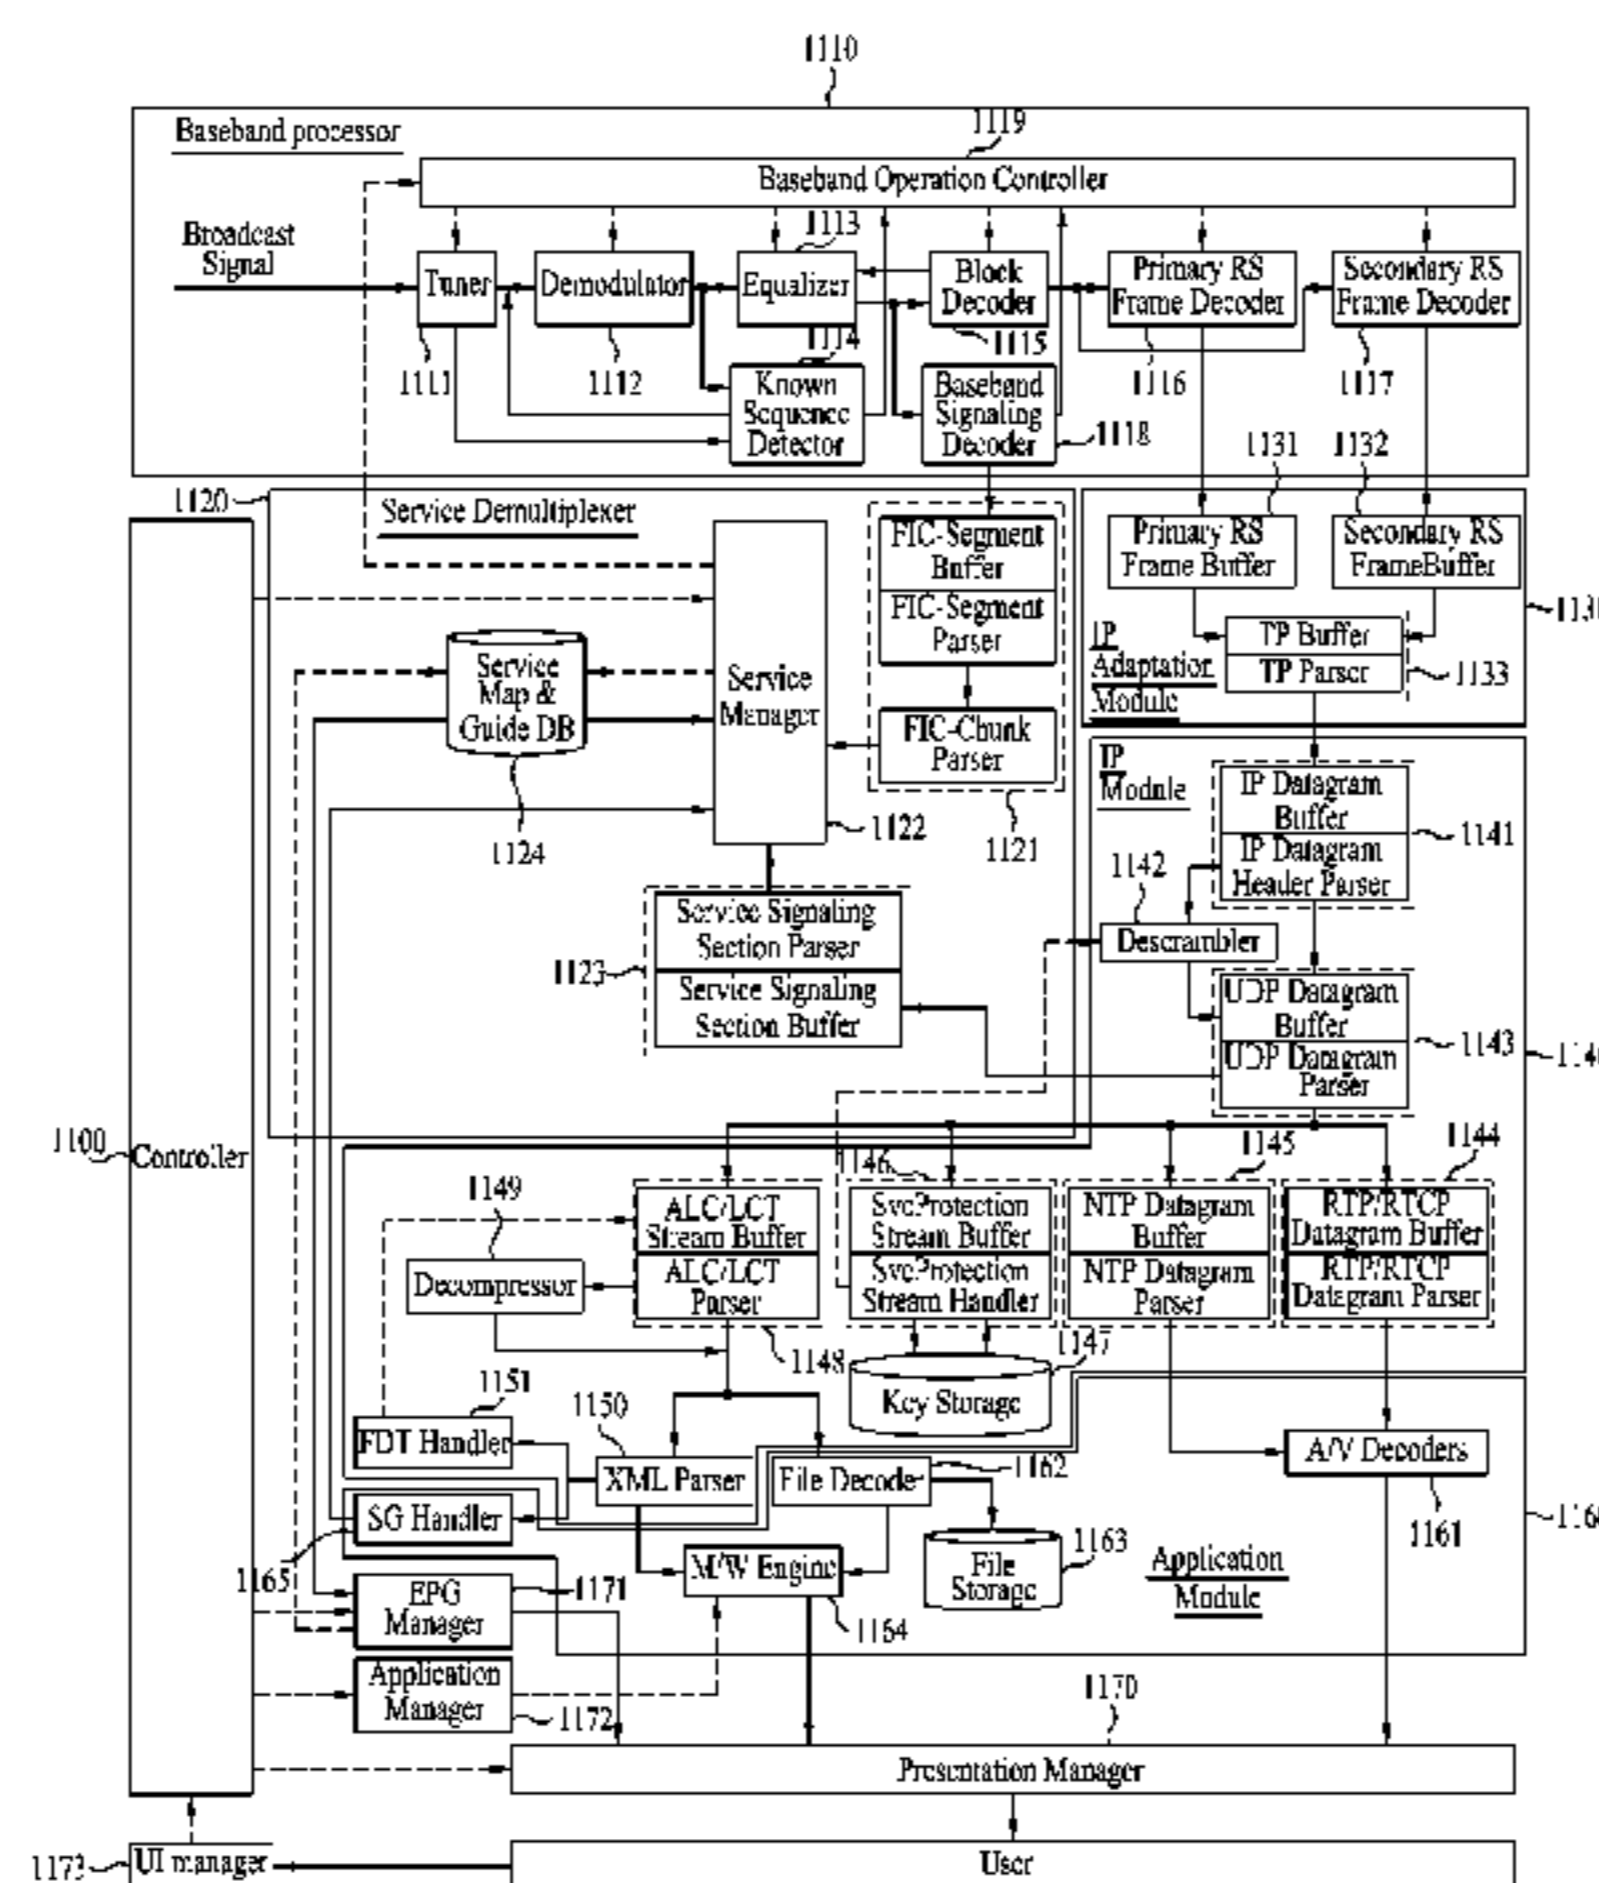 1110
Baseband processor
1119
Baseband Operation Controller
Broadcast
Signal
1113
Tuner
Demodulator
Equalizer
Block
Decoder
Primary RS
Frame Decoder
Secondary RS
Frame Decoder
1111
1112
1114
1115
1116
1117
Known
Sequence
Detector
Baseband
Signaling
Decoder
1118
1131
1132
1120
Service Demultiplexer
FIC-Segment
Buffer
FIC-Segment
Parser
Primary RS
Frame Buffer
Secondary RS
FrameBuffer
TP Buffer
TP Parser
1133
IP
Adaptation
Module
Service
Map &
Guide DB
Service
Manager
FIC-Chunk
Parser
IP
Module
IP Datagram
Buffer
IP Datagram
Header Parser
1141
1124
1122
1121
1142
Descrambler
Service Signaling
Section Parser
Service Signaling
Section Buffer
1123
UDP Datagram
Buffer
UDP Datagram
Parser
1143
1100
Controller
1149
1146
1145
1144
ALC/LCT
Stream Buffer
ALC/LCT
Parser
SvcProtection
Stream Buffer
SvcProtection
Stream Handler
NTP Datagram
Buffer
NTP Datagram
Parser
RTP/RTCP
Datagram Buffer
RTP/RTCP
Datagram Parser
Decompressor
1148
1147
Key Storage
1151
1150
FDT Handler
XML Parser
File Decoder
1162
A/V Decoders
1161
SG Handler
1165
M/W Engine
1164
File
Storage
1163
Application
Module
EPG
Manager
1171
Application
Manager
1172
1170
Presentation Manager
1173
UI manager
User